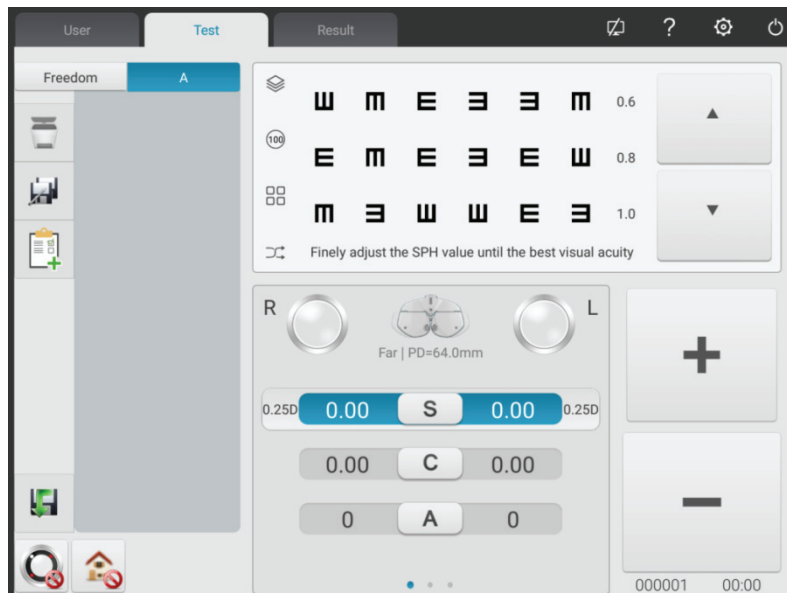 User Test Result ?
Freedom A
0.6
100
0.8
1.0
Finely adjust the SPH value until the best visual acuity
R L
Far | PD=64.0mm
0.25D 0.00 S 0.00 0.25D
0.00 C 0.00
0 A 0
000001 00:00